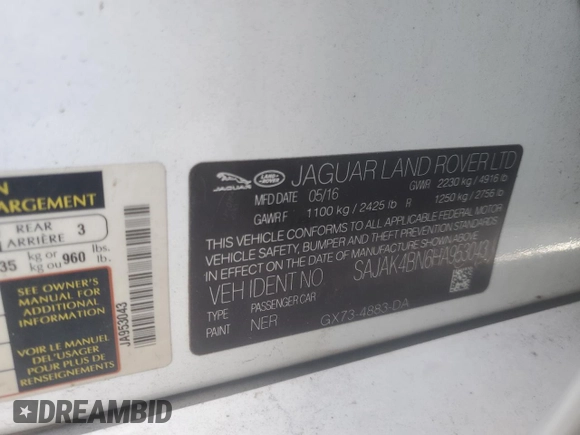 N
ARGEMENT
REAR 3
ARRIÈRE
35 kg or 960 lbs.
kg ou lb.
SEE OWNER'S
MANUAL FOR
ADDITIONAL
INFORMATION
VOIR LE MANUEL
DE L'USAGER
POUR PLUS DE
RENSEIGNEMENTS
JA953043
JAGUAR
LAND ROVER
JAGUAR LAND ROVER LTD
MFD DATE 05/16 GVWR 2230 kg / 4916 lb
GAWR F 1100 kg / 2425 lb R 1250 kg / 2756 lb
THIS VEHICLE CONFORMS TO ALL APPLICABLE FEDERAL MOTOR
VEHICLE SAFETY, BUMPER AND THEFT PREVENTION STANDARDS
IN EFFECT ON THE DATE OF MANUFACTURE SHOWN ABOVE.
VEH IDENT NO. SAJAK4BN6HA953043
TYPE PASSENGER CAR
PAINT NER GX73-4883-DA
DREAMBID